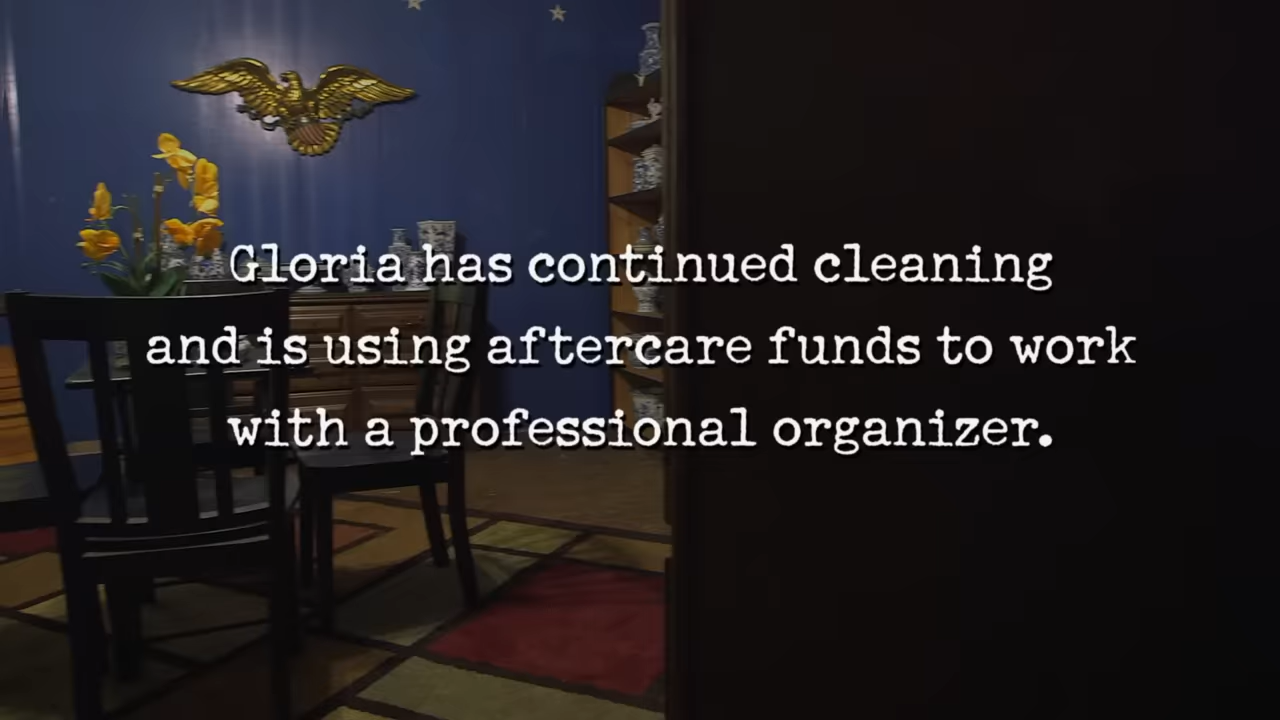 Gloria has continued cleaning
and is using aftercare funds to work
with a professional organizer.